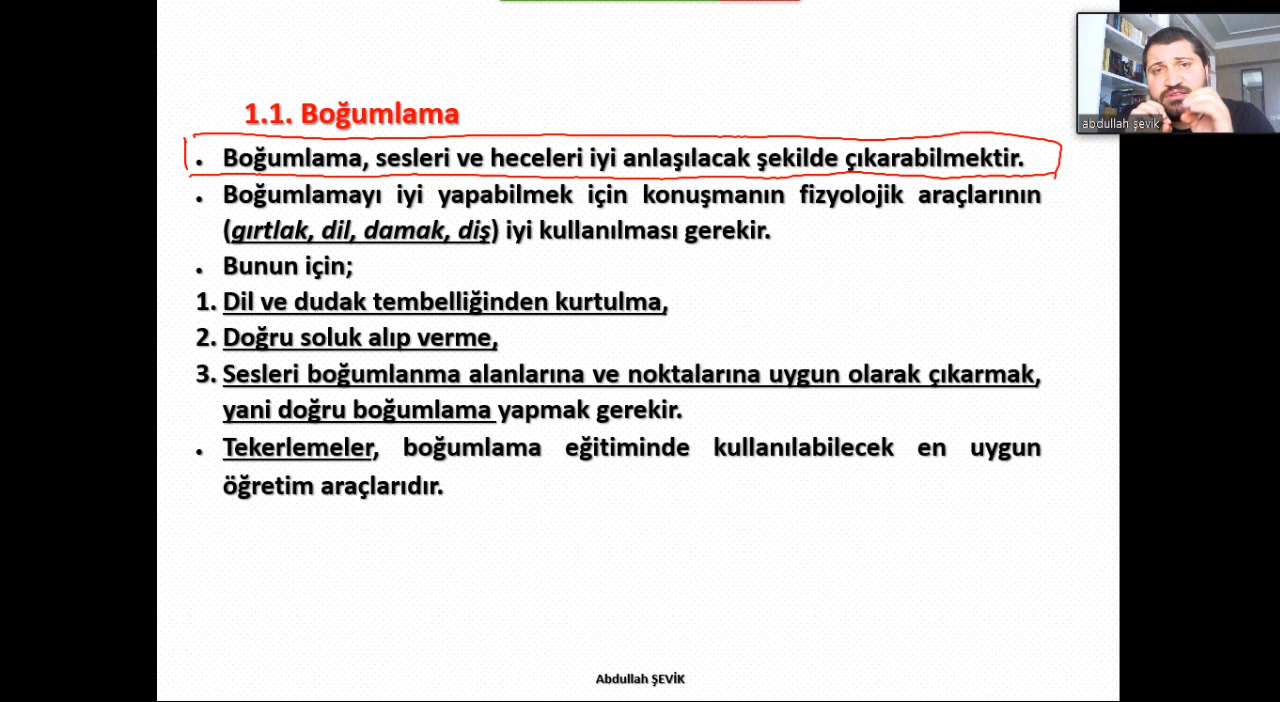 1.1. Boğumlama
• Boğumlama, sesleri ve heceleri iyi anlaşılacak şekilde çıkarabilmektir.
• Boğumlamayı iyi yapabilmek için konuşmanın fizyolojik araçlarının
(gırtlak, dil, damak, diş) iyi kullanılması gerekir.
• Bunun için;
1. Dil ve dudak tembelliğinden kurtulma,
2. Doğru soluk alıp verme,
3. Sesleri boğumlanma alanlarına ve noktalarına uygun olarak çıkarmak,
yani doğru boğumlama yapmak gerekir.
• Tekerlemeler, boğumlama eğitiminde kullanılabilecek en uygun
öğretim araçlarıdır.
Abdullah ŞEVİK
abdullah şevik